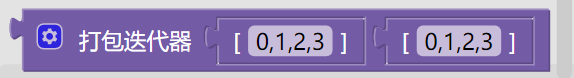 打包迭代器 [ 0,1,2,3 ] [ 0,1,2,3 ]